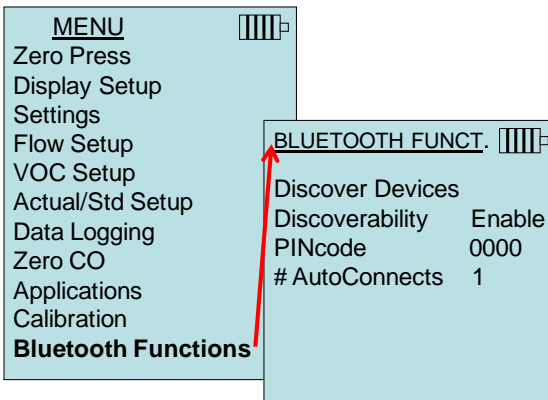 MENU
Zero Press
Display Setup
Settings
Flow Setup
VOC Setup
Actual/Std Setup
Data Logging
Zero CO
Applications
Calibration
Bluetooth Functions
BLUETOOTH FUNCT.
Discover Devices
Discoverability Enable
PINcode 0000
# AutoConnects 1